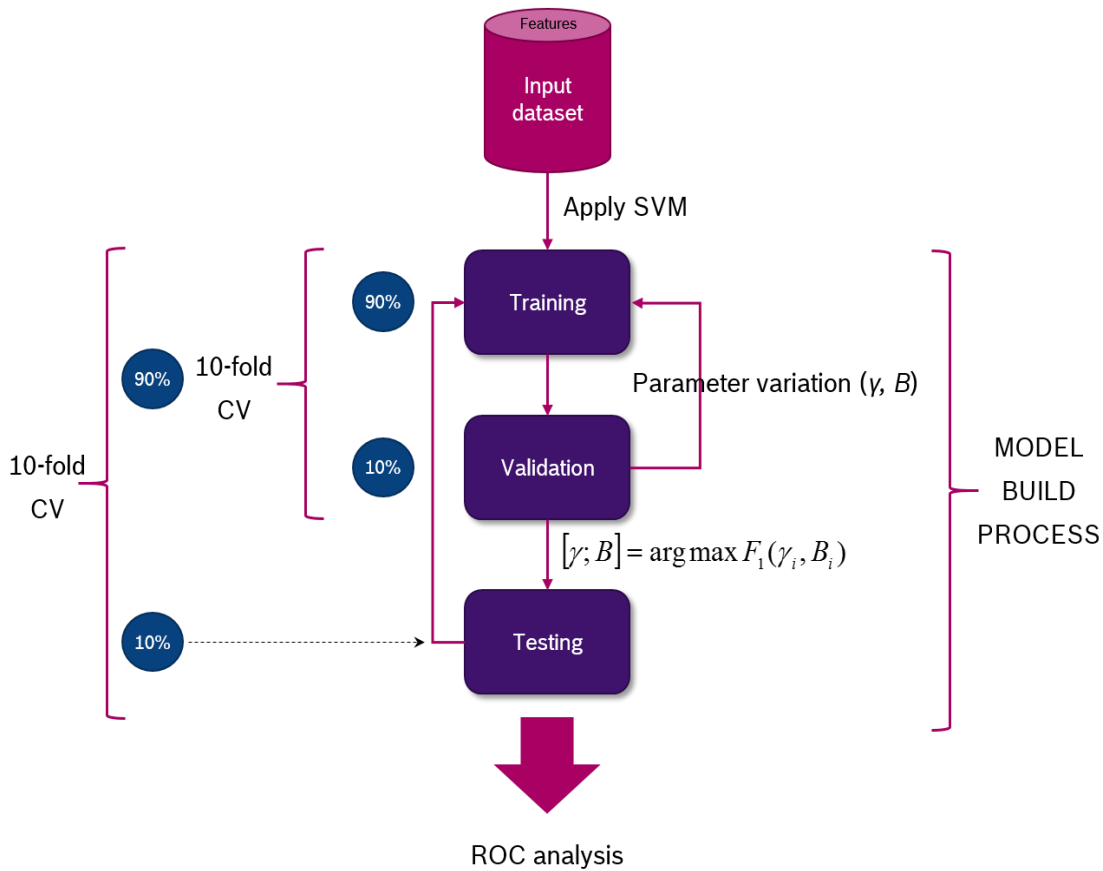 Features
Input
dataset
Apply SVM
90%
Training
90%
10-fold
CV
Parameter variation (γ, B)
10-fold
CV
10%
Validation
MODEL
BUILD
PROCESS
[γ; B] = arg max F₁(γᵢ, Bᵢ)
10%
Testing
ROC analysis